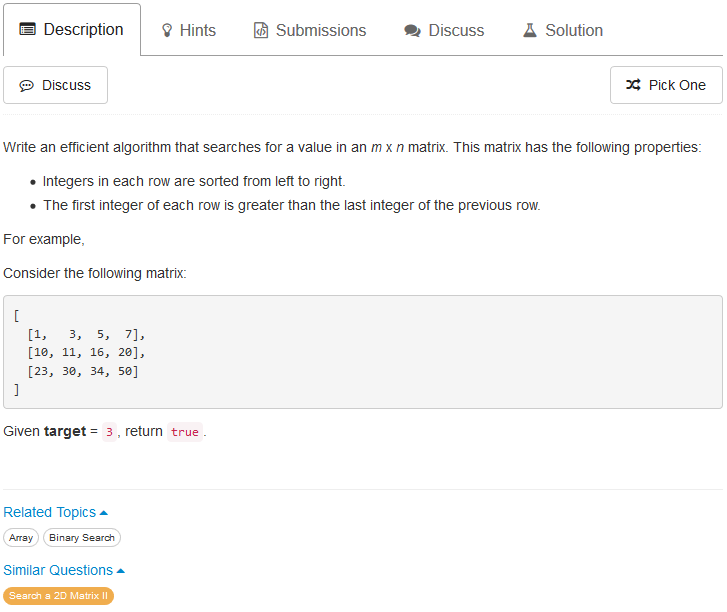 Description Hints Submissions Discuss Solution
Discuss Pick One
Write an efficient algorithm that searches for a value in an m x n matrix. This matrix has the following properties:
• Integers in each row are sorted from left to right.
• The first integer of each row is greater than the last integer of the previous row.
For example,
Consider the following matrix:
[
  [1,   3,  5,  7],
  [10, 11, 16, 20],
  [23, 30, 34, 50]
]
Given target = 3, return true.
Related Topics
Array Binary Search
Similar Questions
Search a 2D Matrix II